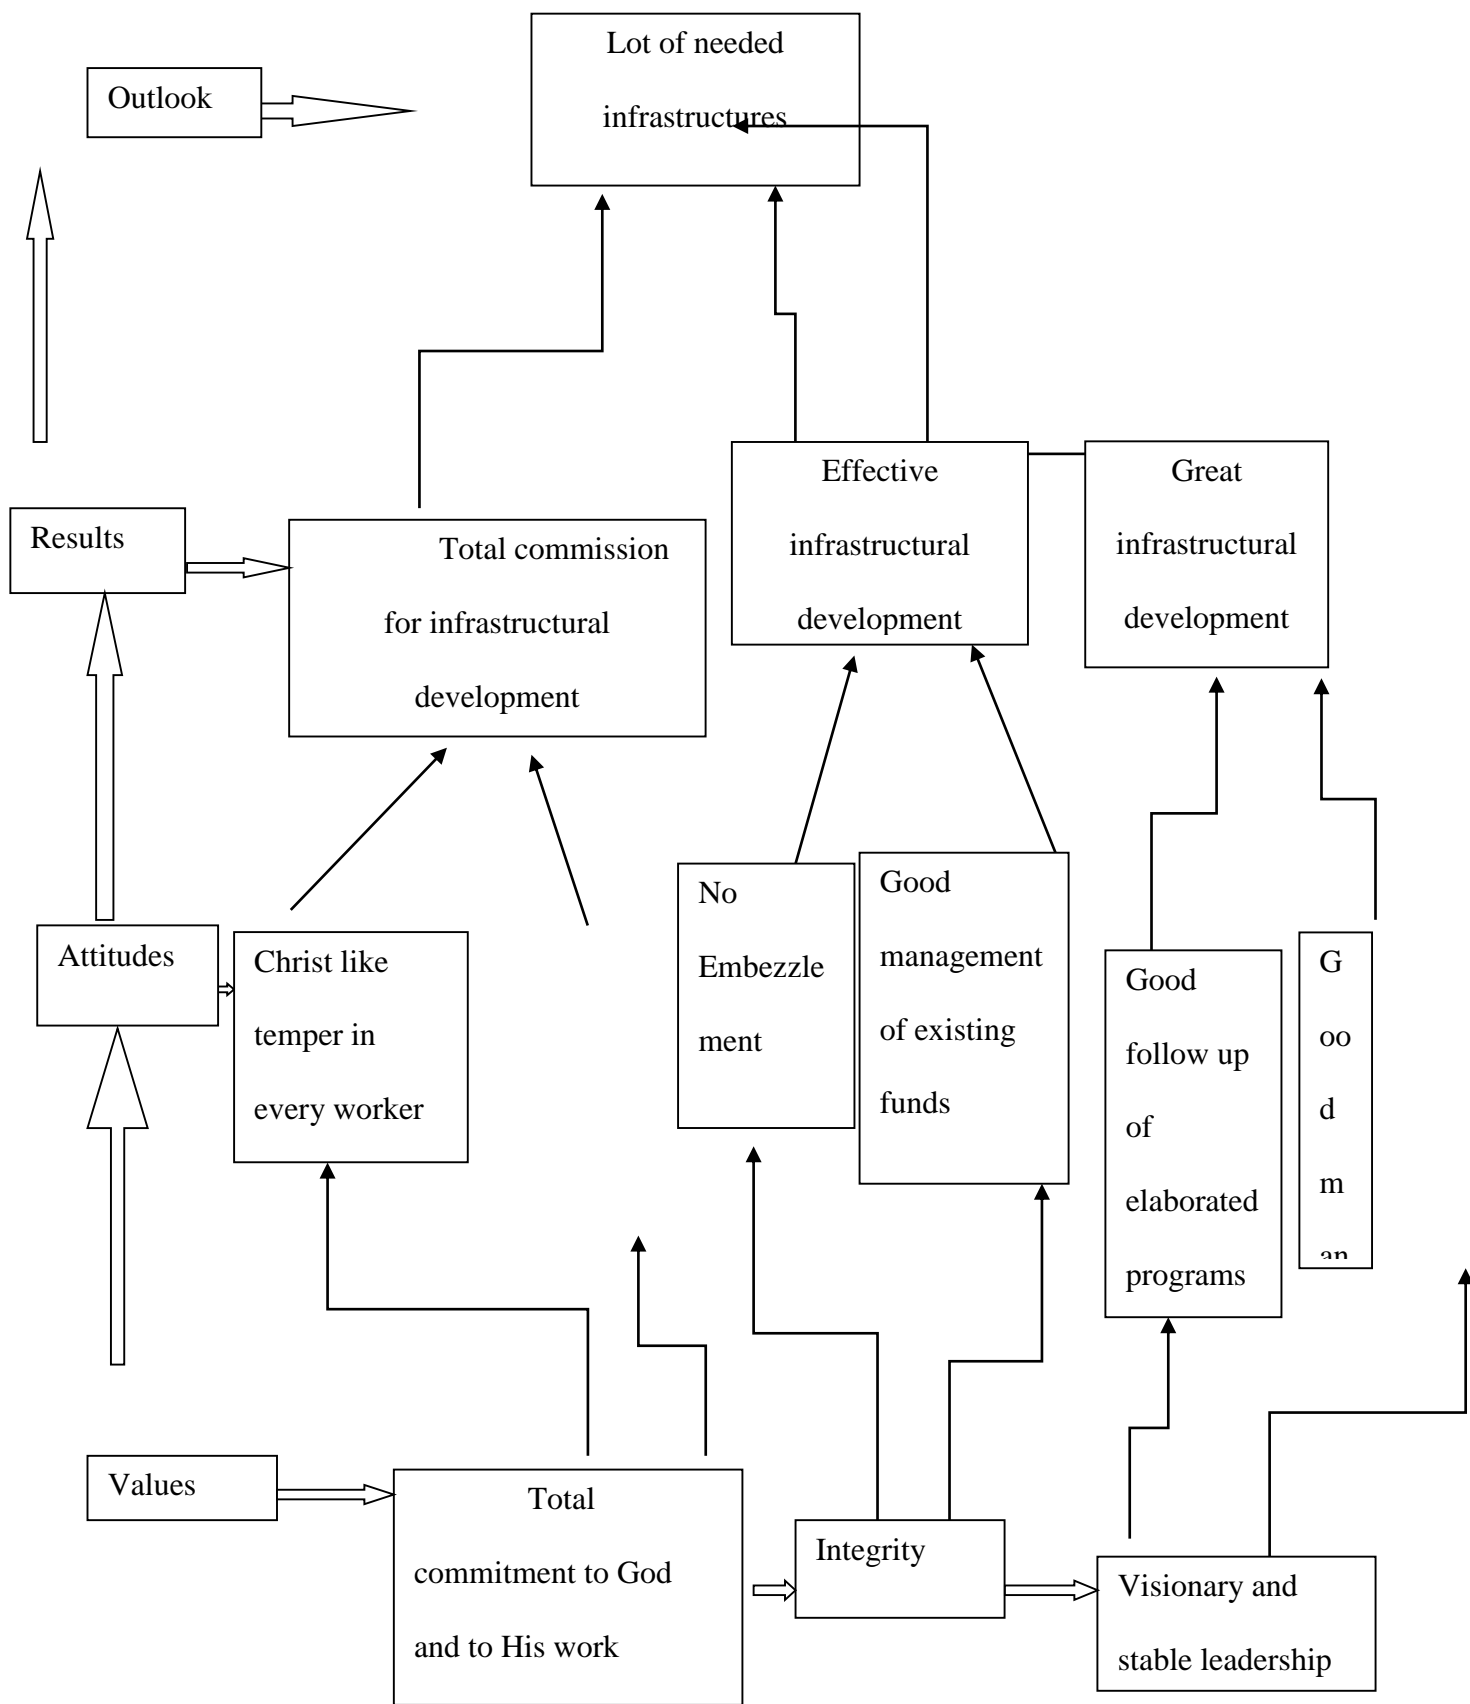 Lot of needed
infrastructures
Outlook
Effective
infrastructural
development
Great
infrastructural
development
Results
Total commission
for infrastructural
development
Attitudes
Christ like
temper in
every worker
No
Embezzle
ment
Good
management
of existing
funds
Good
follow up
of
elaborated
programs
G
oo
d
m
an
Values
Total
commitment to God
and to His work
Integrity
Visionary and
stable leadership